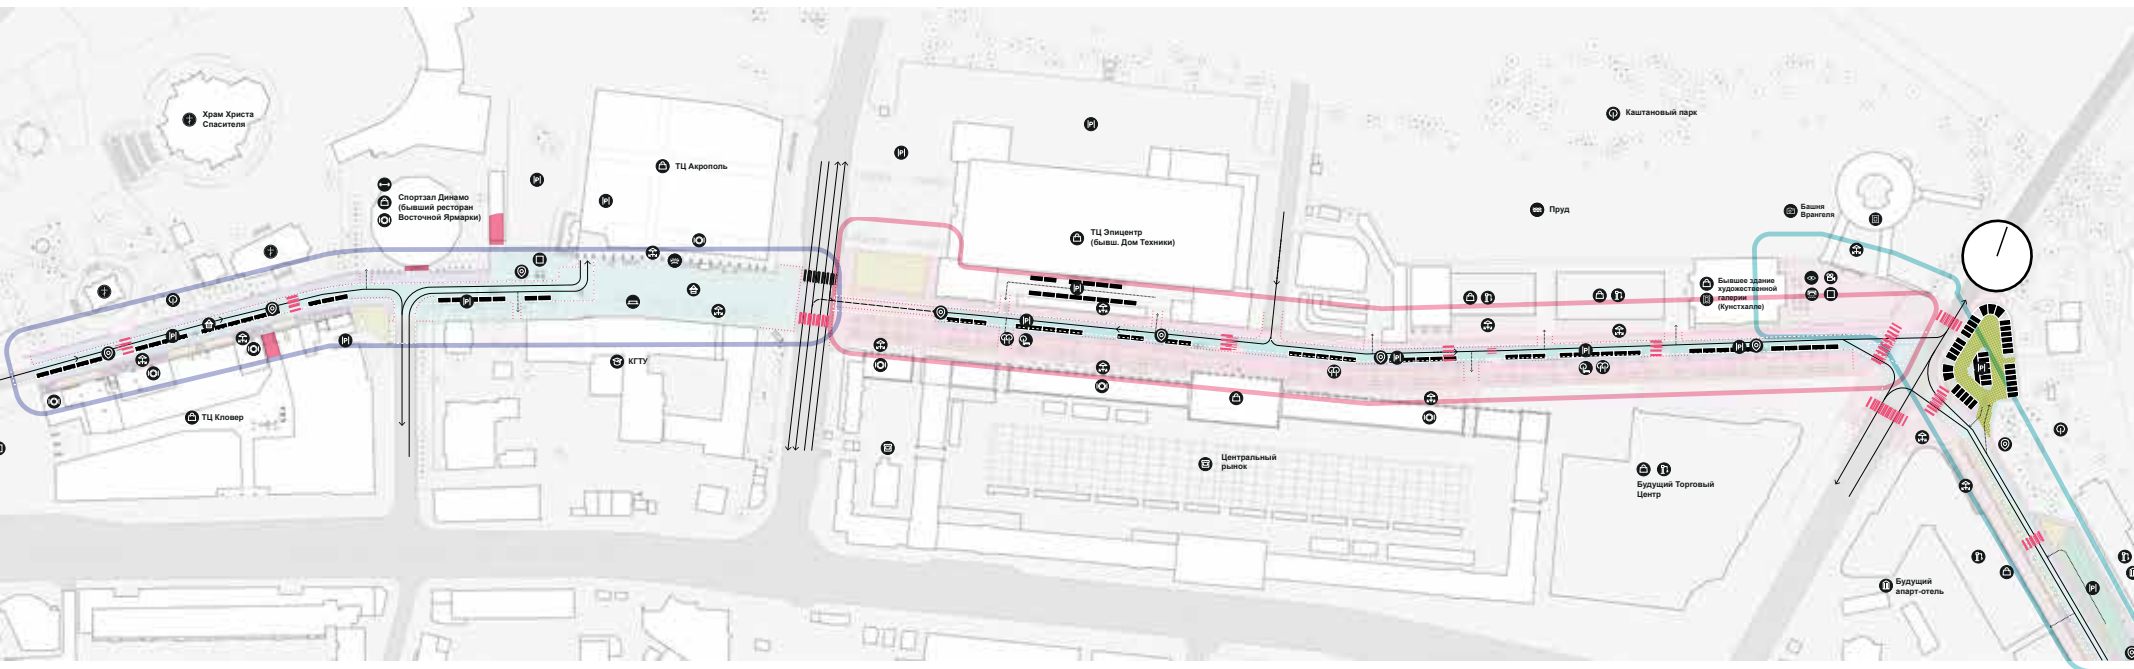 Храм Христа
Спасителя
Спортзал Динамо
(бывший ресторан
Восточной Ярмарки)
ТЦ Акрополь
ТЦ Эпицентр
(бывш. Дом Техники)
Каштановый парк
Пруд
Башня
Врангеля
Бывшее здание
художественной
галереи
(Кунстхалле)
КГТУ
ТЦ Кловер
Центральный
рынок
Будущий Торговый
Центр
Будущий
апарт-отель